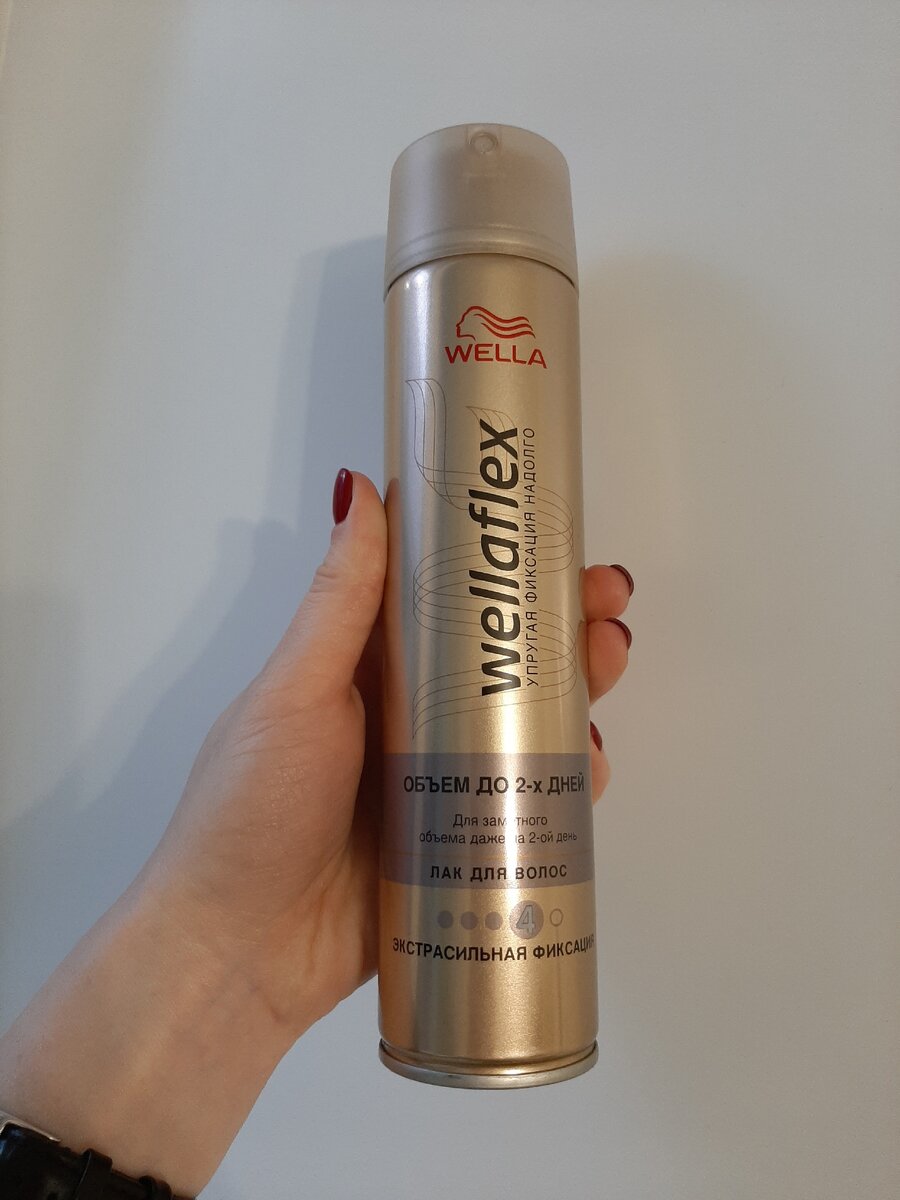 WELLA
wellaflex
УПРУГАЯ ФИКСАЦИЯ НАДОЛГО
ОБЪЕМ ДО 2-х ДНЕЙ
Для заметного
объема даже на 2-ой день
ЛАК ДЛЯ ВОЛОС
4
ЭКСТРАСИЛЬНАЯ ФИКСАЦИЯ